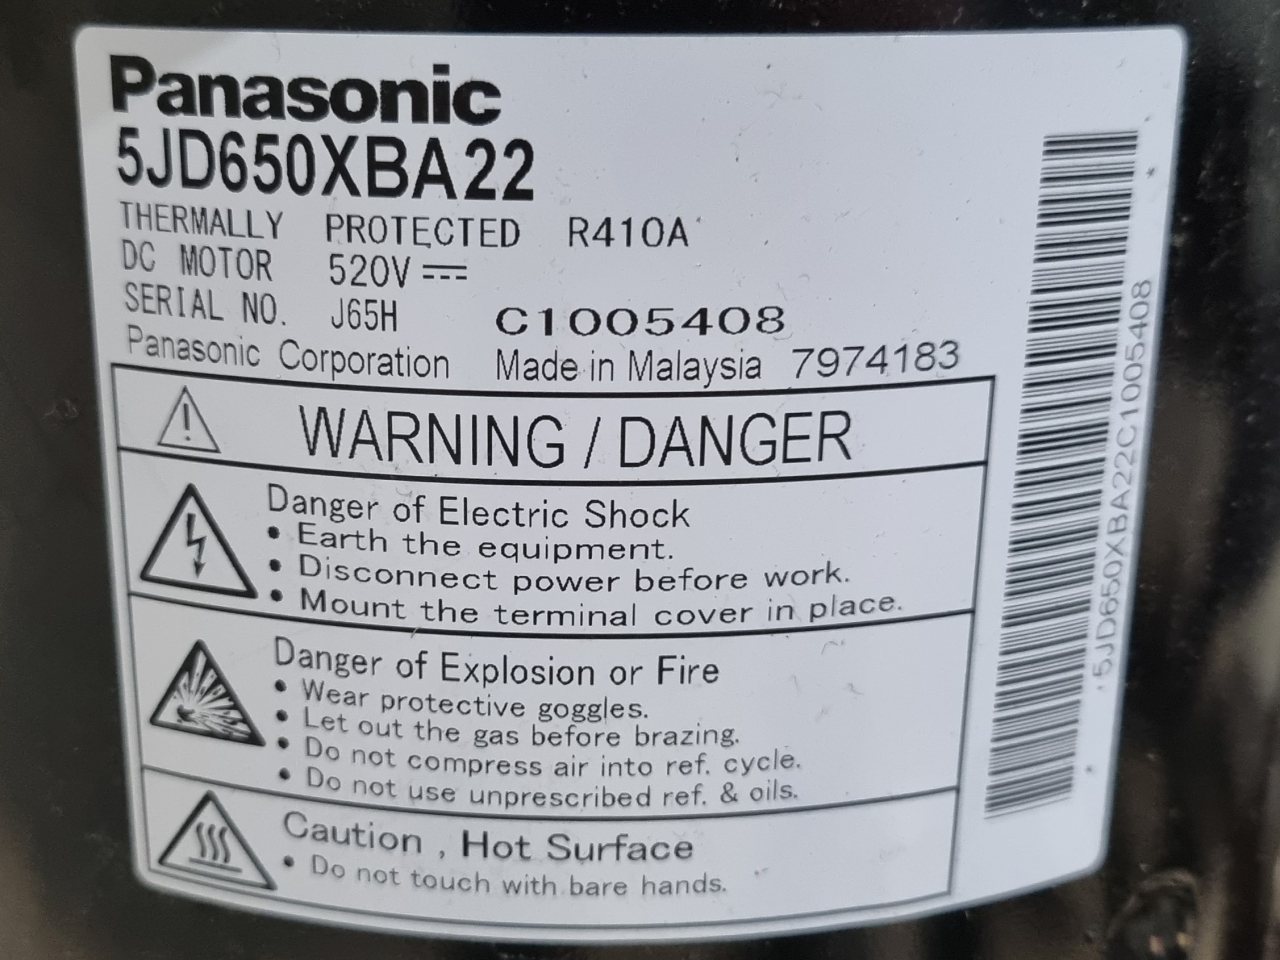 Panasonic
5JD650XBA22
THERMALLY PROTECTED R410A
DC MOTOR 520V ⎓
SERIAL NO. J65H C1005408
Panasonic Corporation Made in Malaysia 7974183
WARNING / DANGER
Danger of Electric Shock
• Earth the equipment.
• Disconnect power before work.
• Mount the terminal cover in place.
Danger of Explosion or Fire
• Wear protective goggles.
• Let out the gas before brazing.
• Do not compress air into ref. cycle.
• Do not use unprescribed ref. & oils.
Caution , Hot Surface
• Do not touch with bare hands.
*5JD650XBA22C1005408*